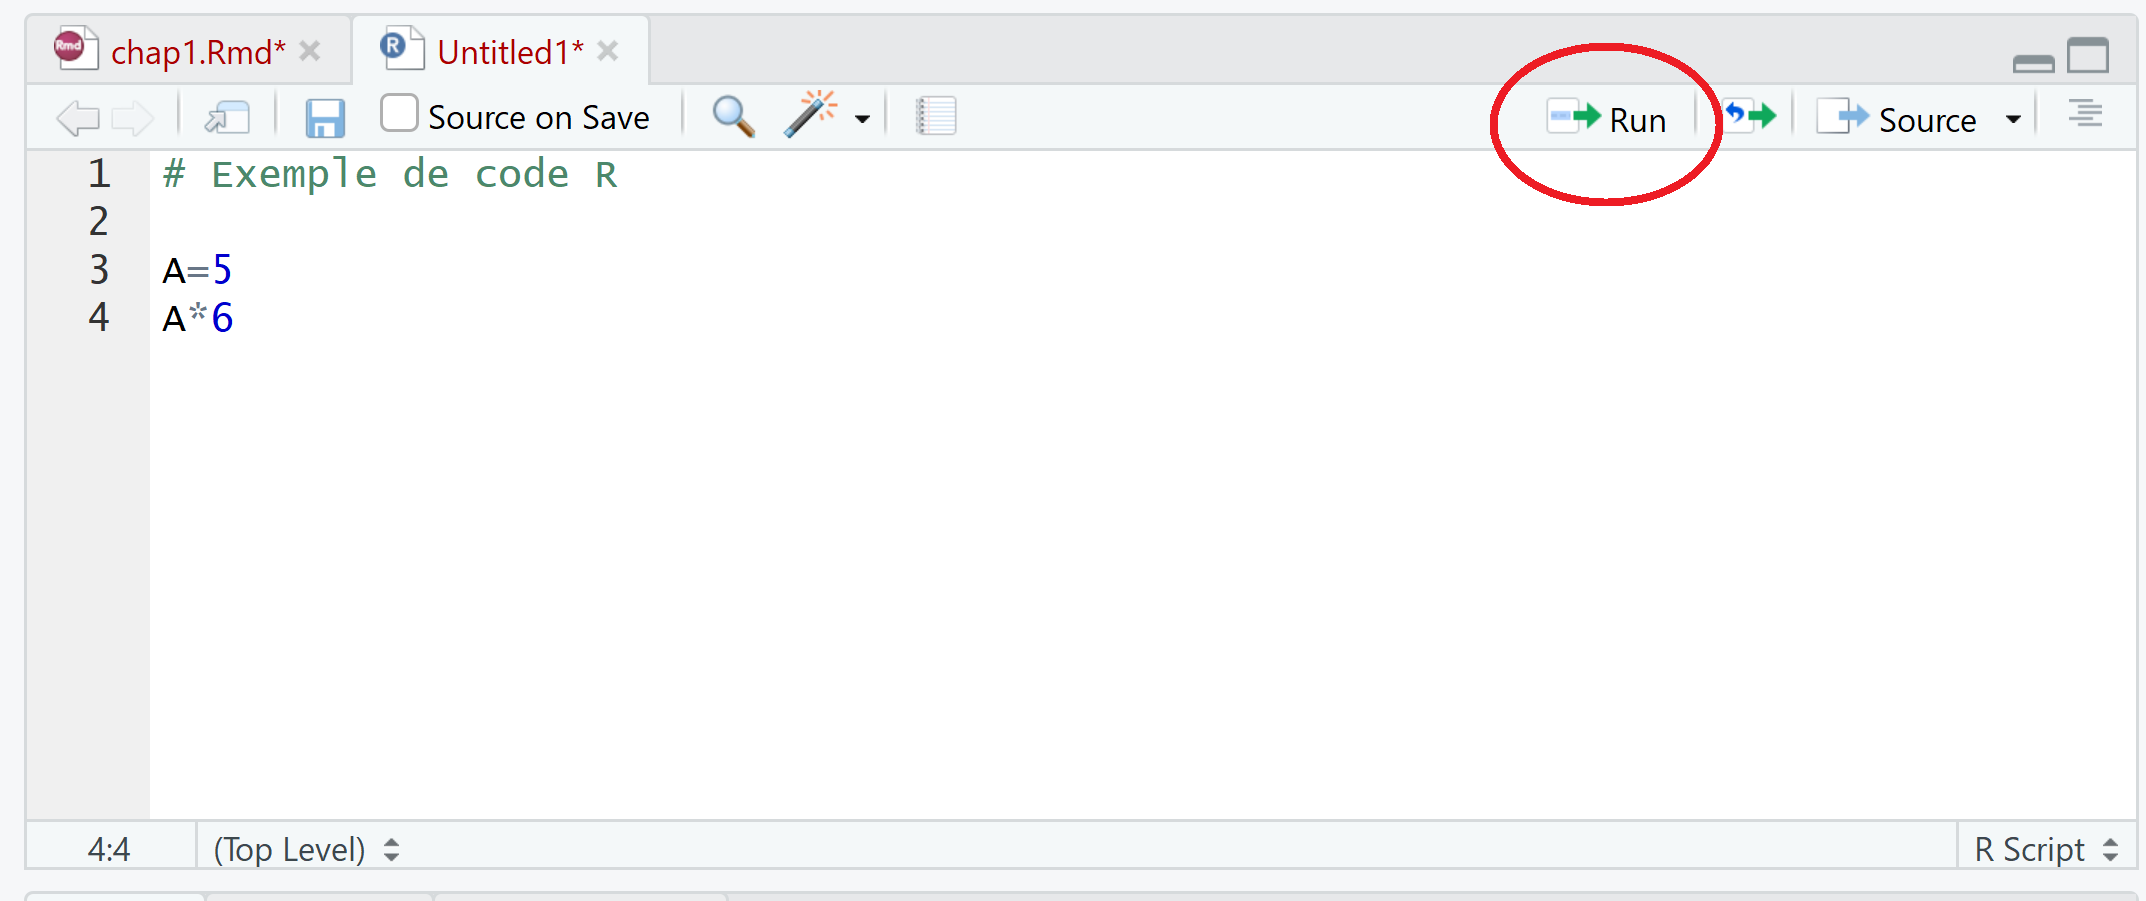 Rmd chap1.Rmd* R Untitled1*
Source on Save Run Source
1 # Exemple de code R
2
3 A=5
4 A*6
4:4 (Top Level) R Script